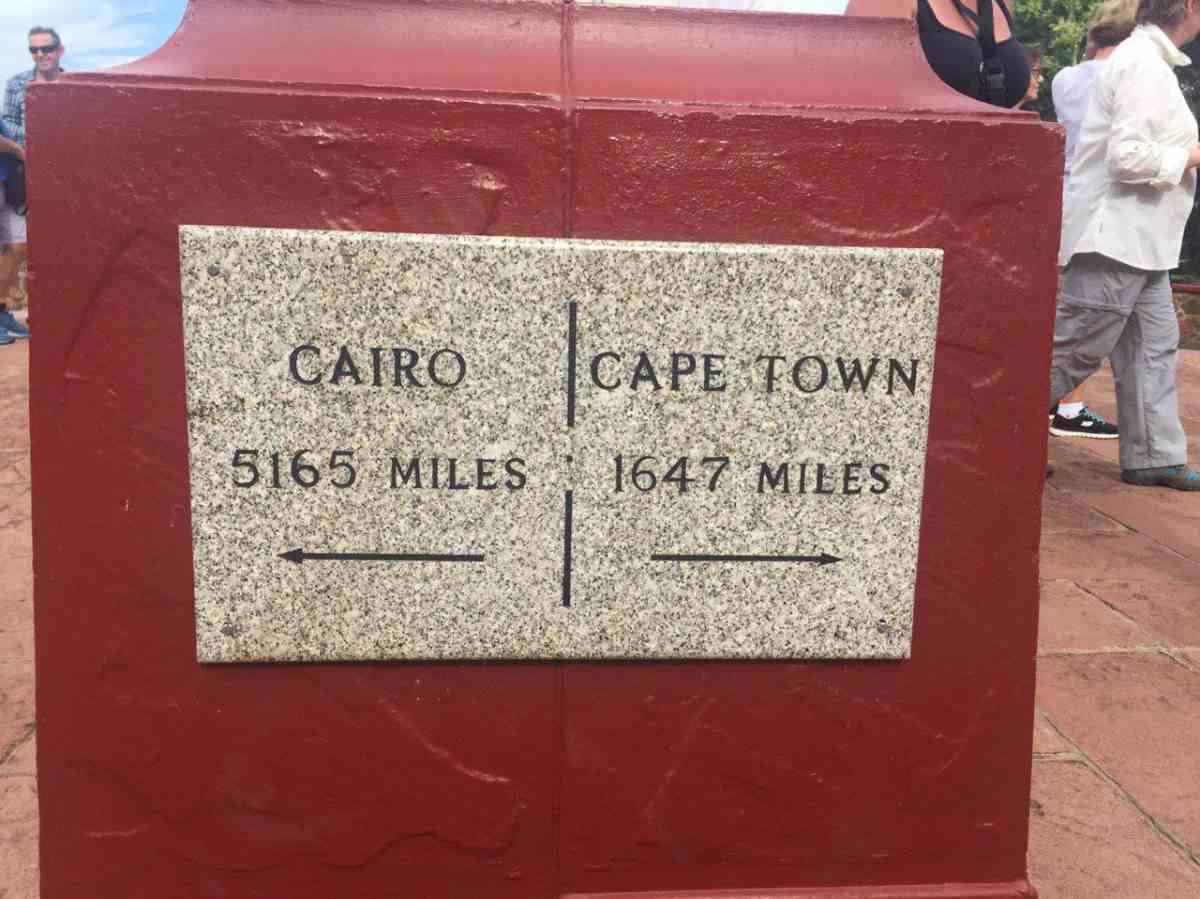 CAIRO
5165 MILES
CAPE TOWN
1647 MILES